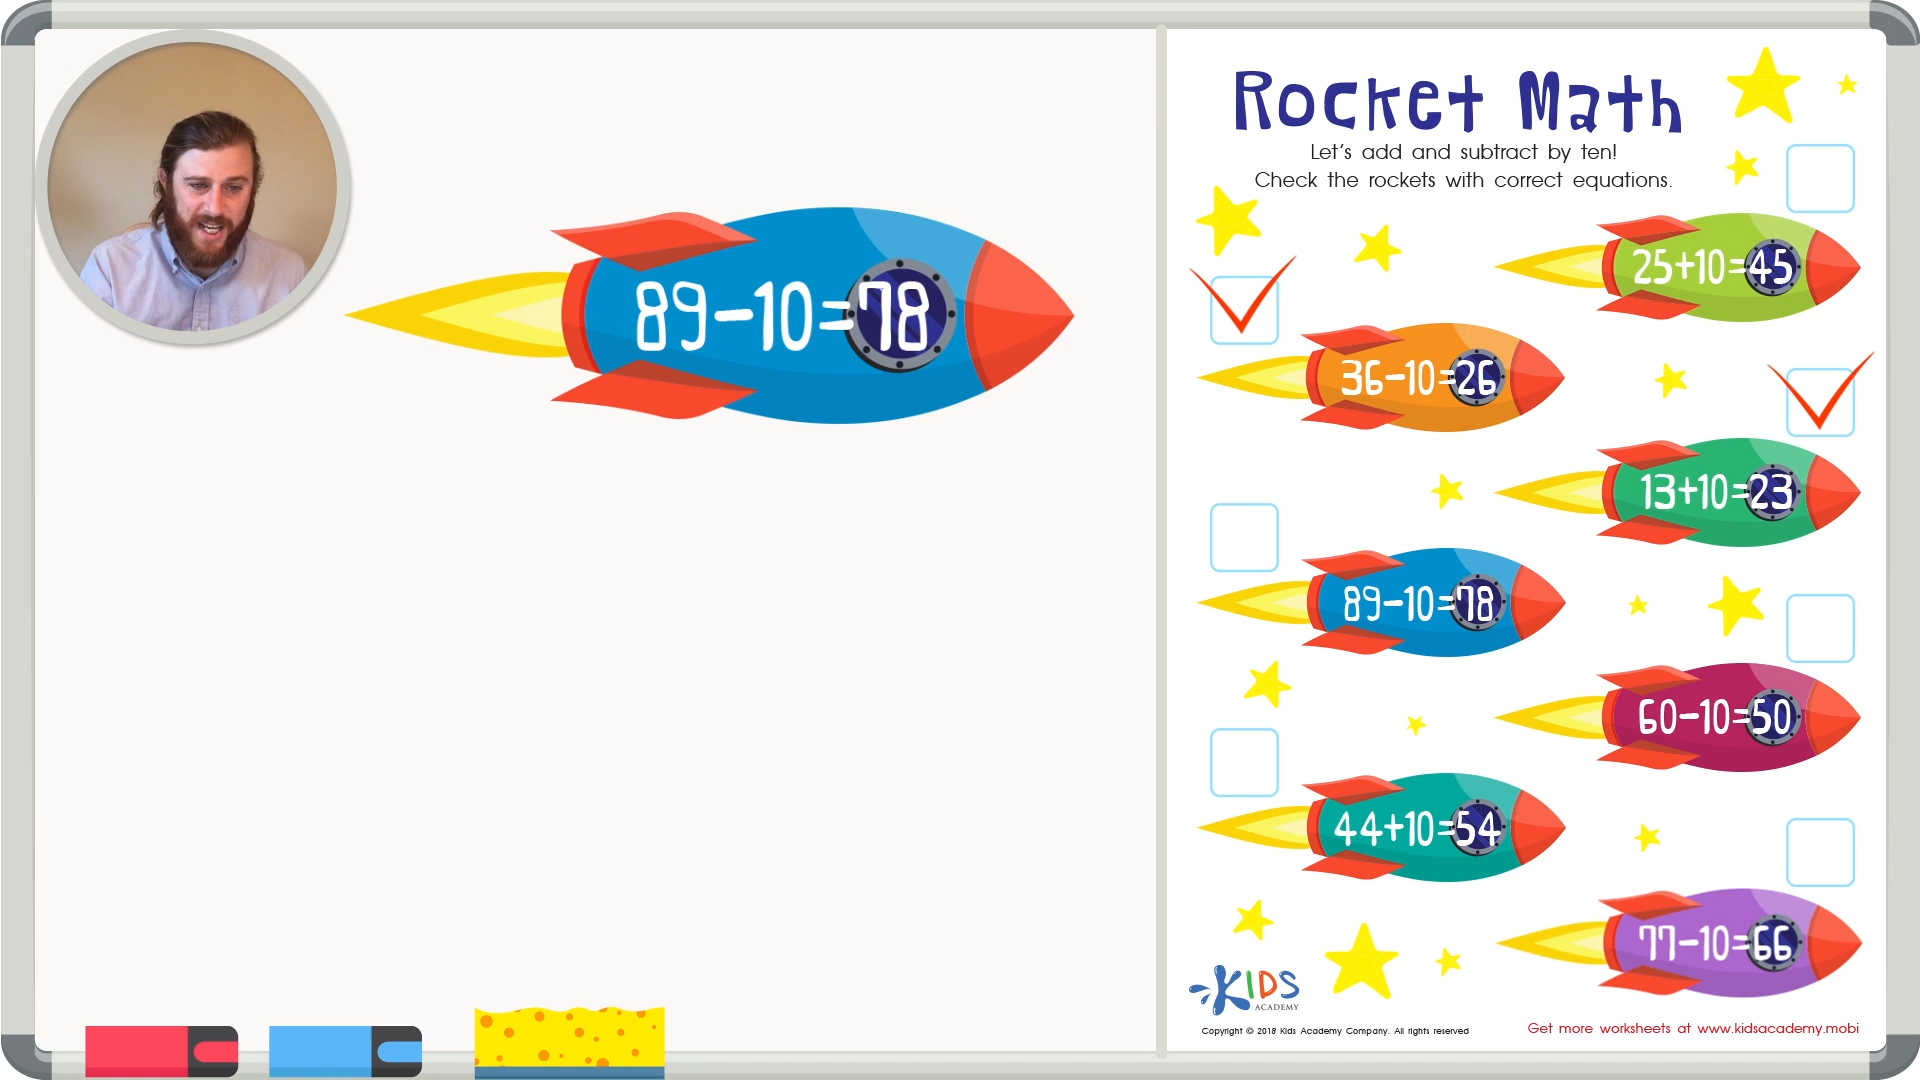 89-10=78
Rocket Math
Let's add and subtract by ten!
Check the rockets with correct equations.
25+10=45
36-10=26
13+10=23
89-10=78
60-10=50
44+10=54
77-10=66
KIDS
ACADEMY
Copyright © 2018 Kids Academy Company. All rights reserved
Get more worksheets at www.kidsacademy.mobi